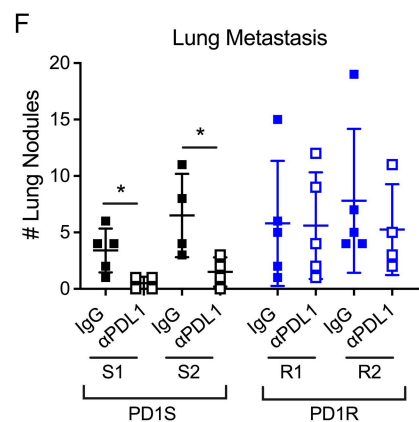 F
Lung Metastasis
# Lung Nodules
20
15
10
5
0
* *
IgG αPDL1 IgG αPDL1 IgG αPDL1 IgG αPDL1
S1 S2 R1 R2
PD1S PD1R